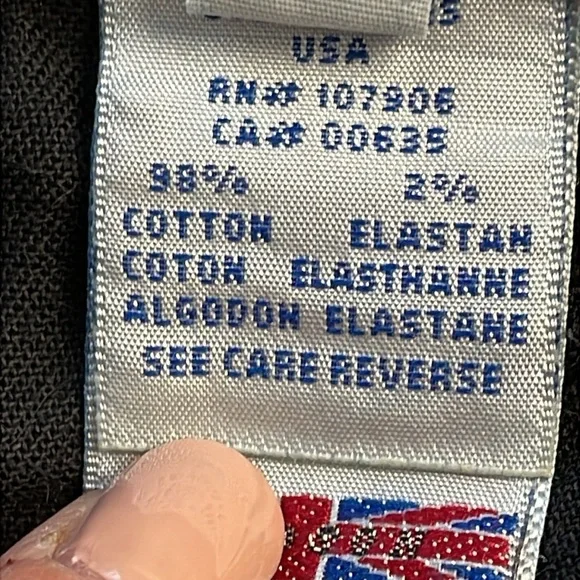 USA
RN# 107906
CA# 00635
98% 2%
COTTON ELASTAN
COTON ELASTHANNE
ALGODON ELASTANE
SEE CARE REVERSE